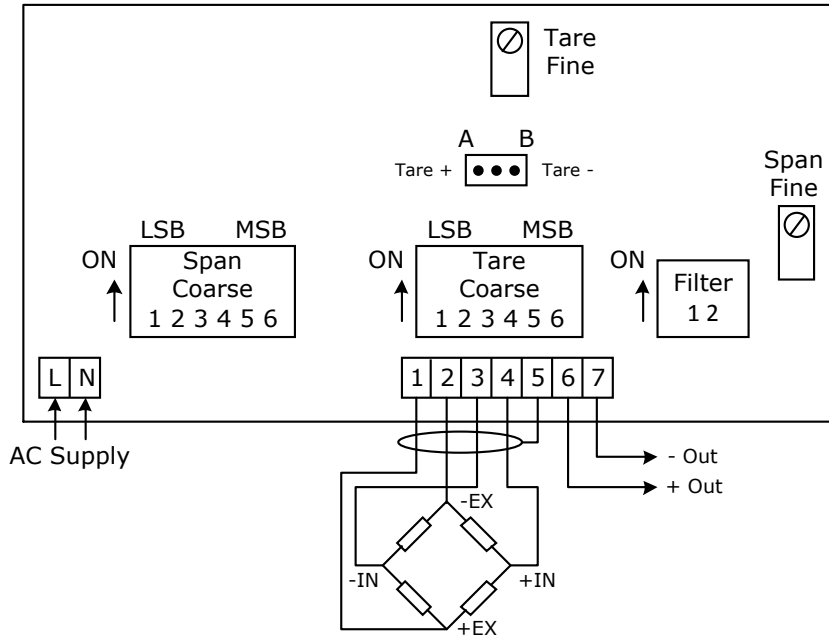 Tare
Fine
A B
Tare + Tare -
Span
Fine
LSB MSB
LSB MSB
ON
Span
Coarse
1 2 3 4 5 6
ON
Tare
Coarse
1 2 3 4 5 6
ON
Filter
1 2
L N
1 2 3 4 5 6 7
AC Supply
- Out
+ Out
-EX
-IN
+IN
+EX